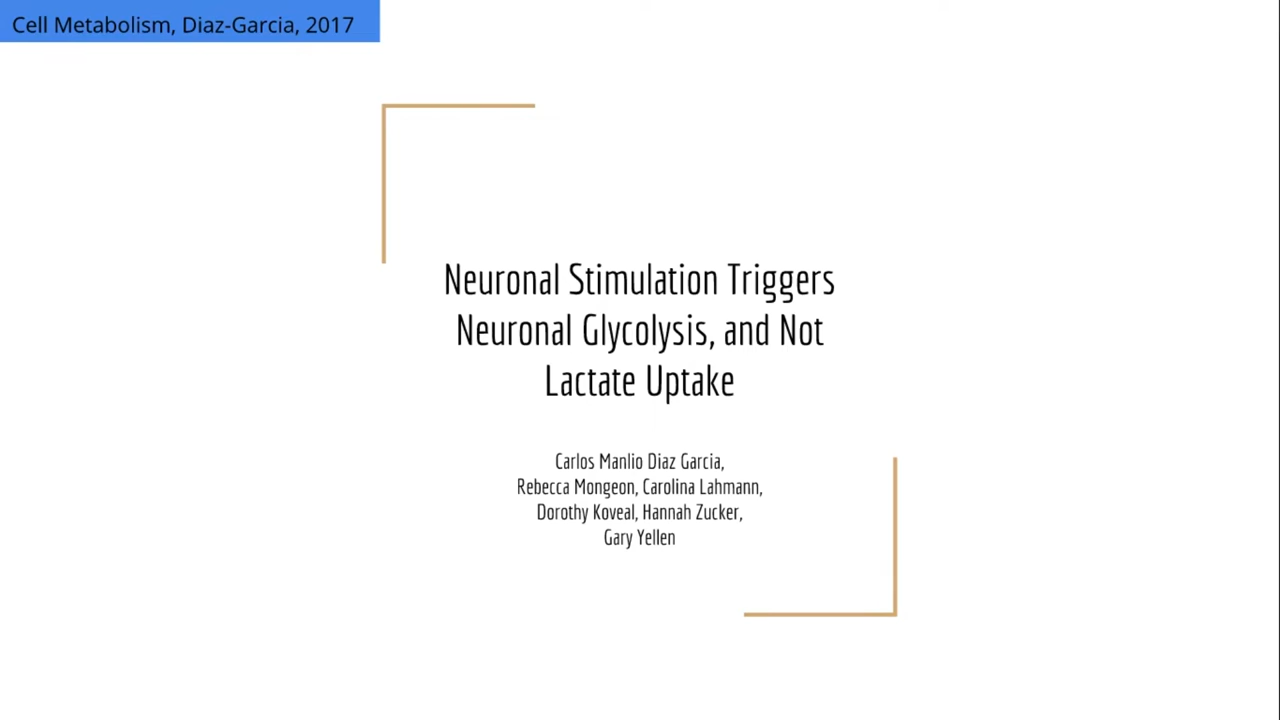 Cell Metabolism, Diaz-Garcia, 2017
Neuronal Stimulation Triggers
Neuronal Glycolysis, and Not
Lactate Uptake
Carlos Manlio Diaz Garcia,
Rebecca Mongeon, Carolina Lahmann,
Dorothy Koveal, Hannah Zucker,
Gary Yellen